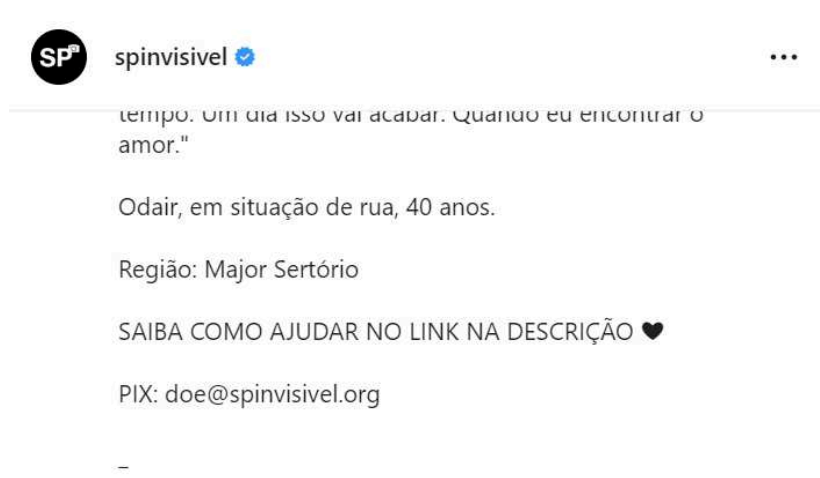 SP
spinvisivel
tempo. Um dia isso vai acabar. Quando eu encontrar o
amor."
Odair, em situação de rua, 40 anos.
Região: Major Sertório
SAIBA COMO AJUDAR NO LINK NA DESCRIÇÃO 🖤
PIX: doe@spinvisivel.org
_